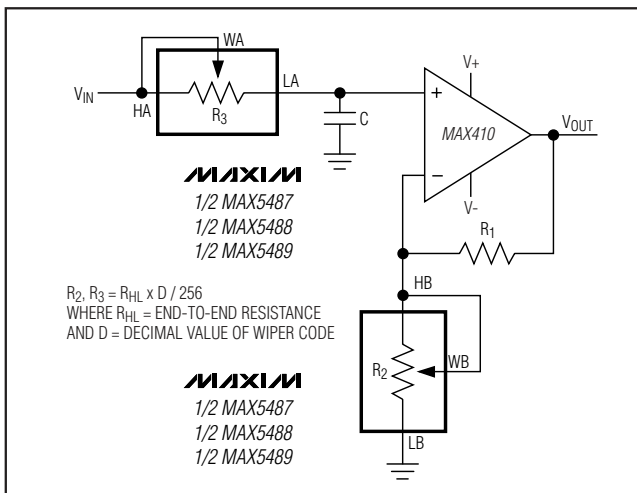 WA
V+
V_IN
HA
R_3
LA
C
+
MAX410
V_OUT
−
V-
R_1
MAXIM
1/2 MAX5487
1/2 MAX5488
1/2 MAX5489
HB
R_2, R_3 = R_HL x D / 256
WHERE R_HL = END-TO-END RESISTANCE
AND D = DECIMAL VALUE OF WIPER CODE
R_2
WB
MAXIM
1/2 MAX5487
1/2 MAX5488
1/2 MAX5489
LB